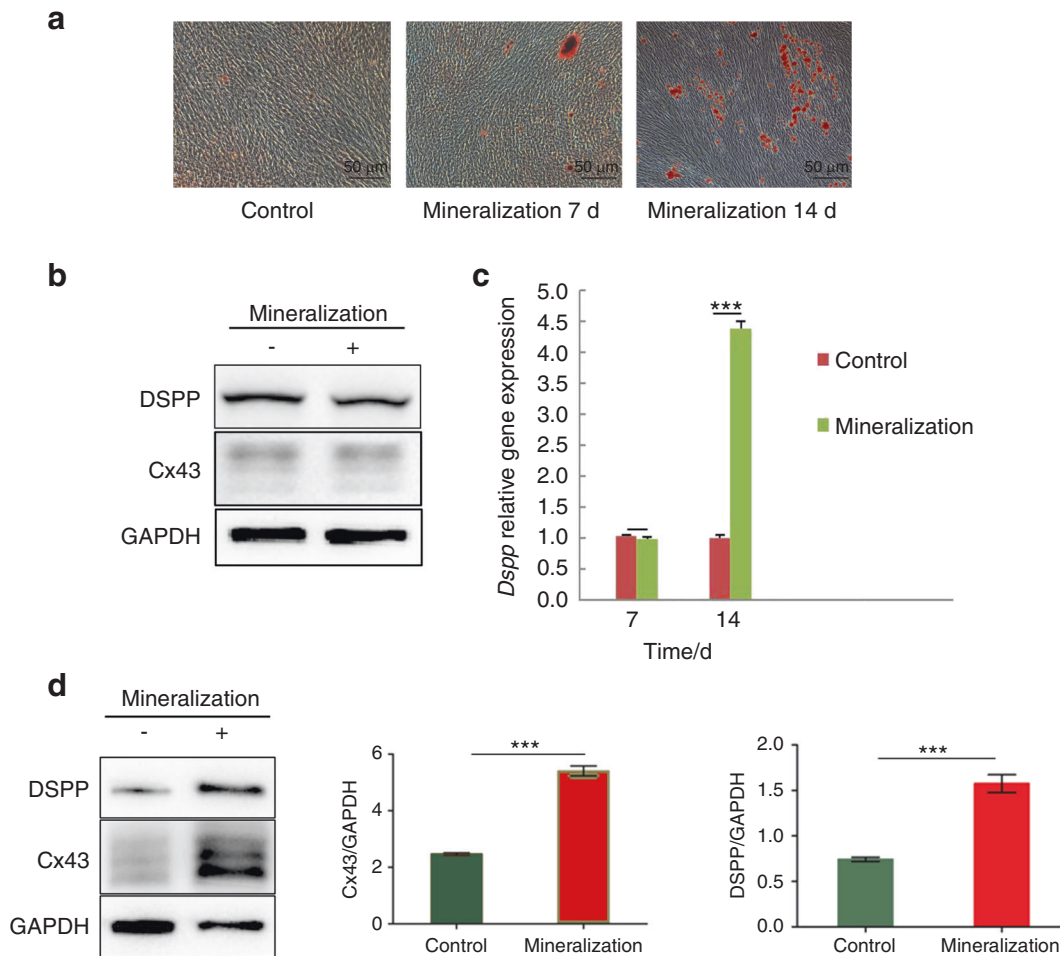 a
50 μm
50 μm
50 μm
Control
Mineralization 7 d
Mineralization 14 d
b
Mineralization
- +
DSPP
Cx43
GAPDH
c
Dspp relative gene expression
5.0
4.5
4.0
3.5
3.0
2.5
2.0
1.5
1.0
0.5
0.0
***
7
14
Time/d
Control
Mineralization
d
Mineralization
- +
DSPP
Cx43
GAPDH
Cx43/GAPDH
6
4
2
0
***
Control
Mineralization
DSPP/GAPDH
2.0
1.5
1.0
0.5
0.0
***
Control
Mineralization